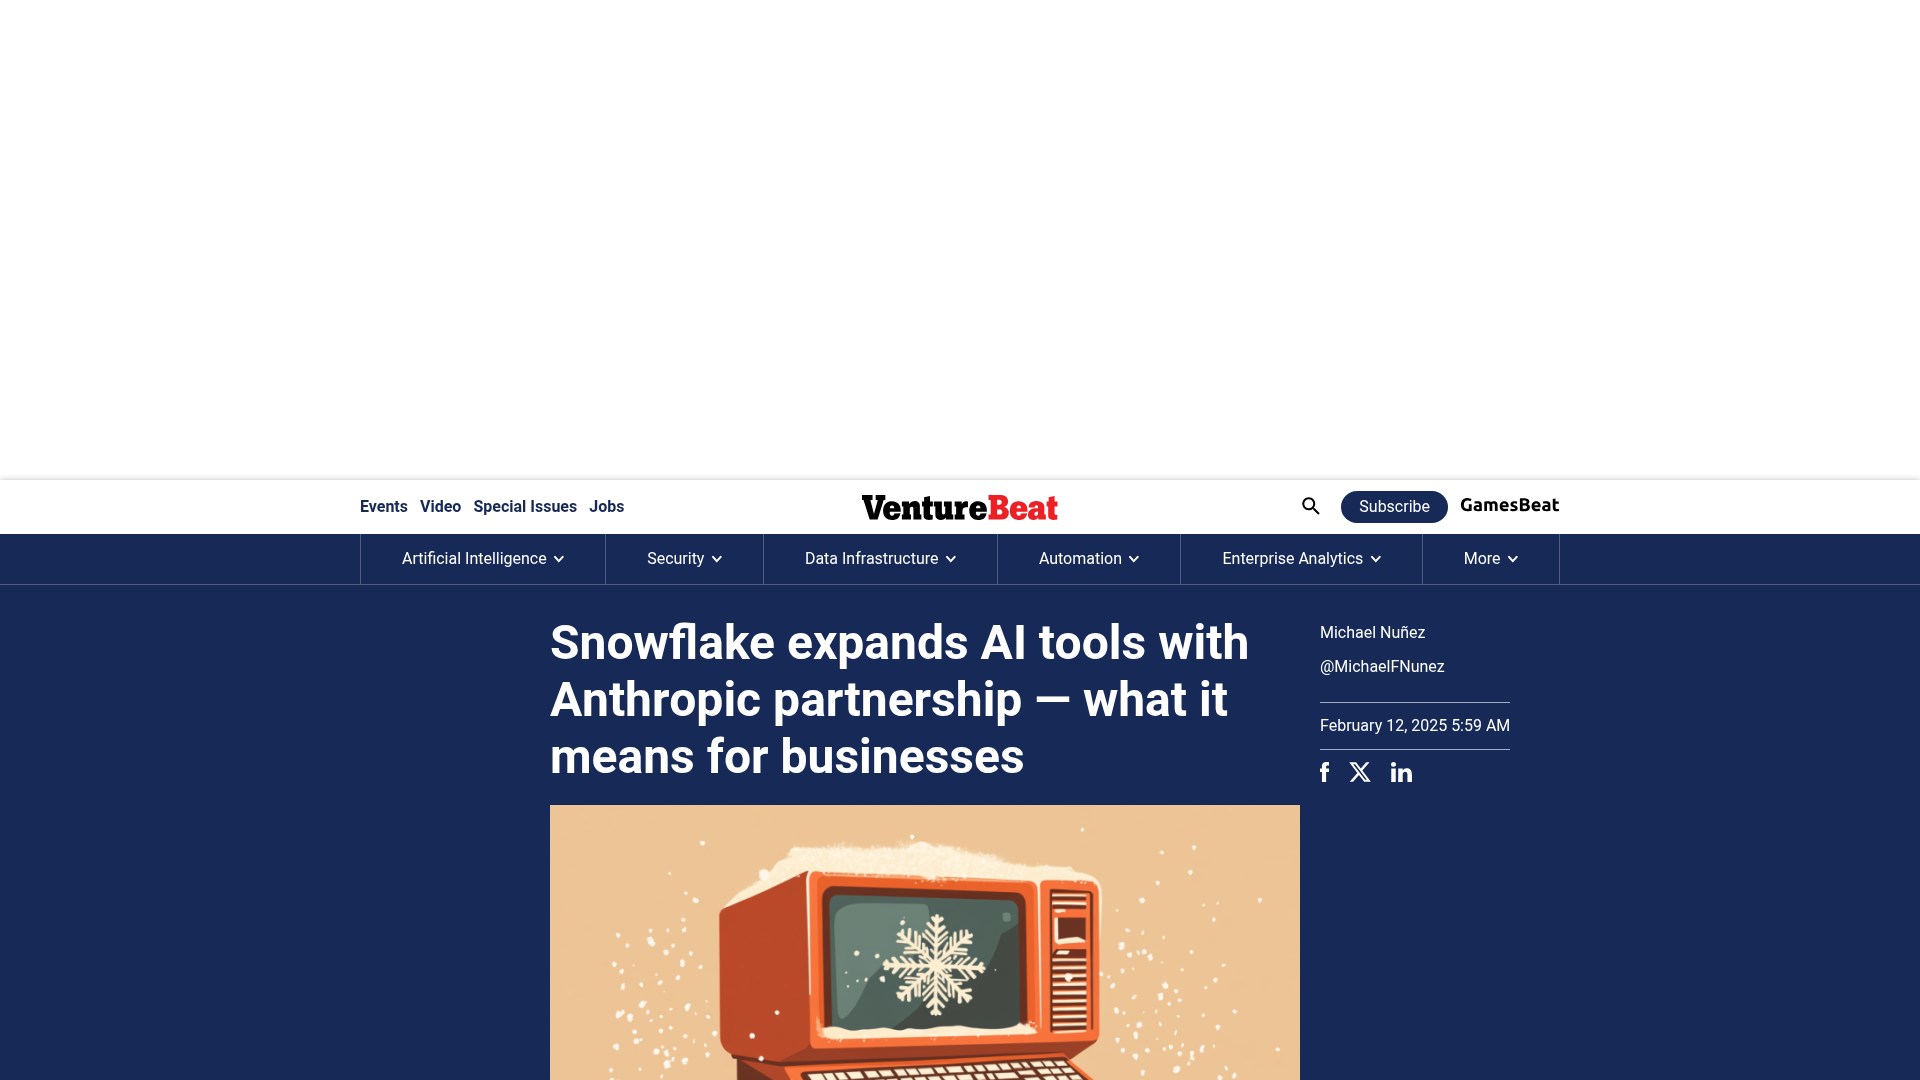 Events Video Special Issues Jobs
VentureBeat
Subscribe
GamesBeat
Artificial Intelligence
Security
Data Infrastructure
Automation
Enterprise Analytics
More
Snowflake expands AI tools with
Anthropic partnership — what it
means for businesses
Michael Nuñez
@MichaelFNunez
February 12, 2025 5:59 AM